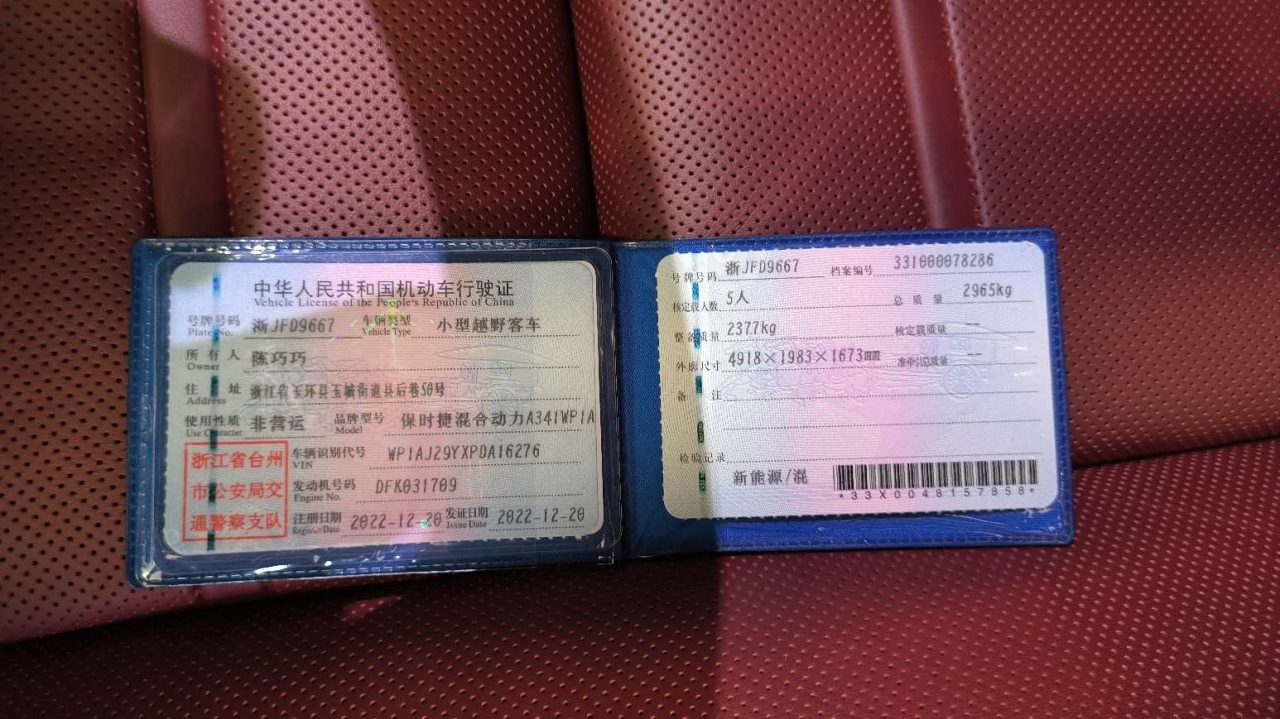 中华人民共和国机动车行驶证
Vehicle License of the People's Republic of China
号牌号码 浙JFD9667 车辆类型 小型越野客车
Plate No. Vehicle Type
所有人 陈巧巧
Owner
住址 浙江省玉环县玉城街道县后巷50号
Address
使用性质 非营运 品牌型号 保时捷混合动力A341WP1A
Use Character Model
浙江省台州
市公安局交
通警察支队
车辆识别代号 WP1AJ29YXPDA16276
VIN
发动机号码 DFK031709
Engine No.
注册日期 2022-12-20 发证日期 2022-12-20
Register Date Issue Date
号牌号码 浙JFD9667 档案编号 331000078286
核定载人数 5人 总质量 2965kg
整备质量 2377kg 核定载质量 --
外廓尺寸 4918×1983×1673 准牵引总质量 --
备注
检验记录
新能源/混
*33X0048157858*